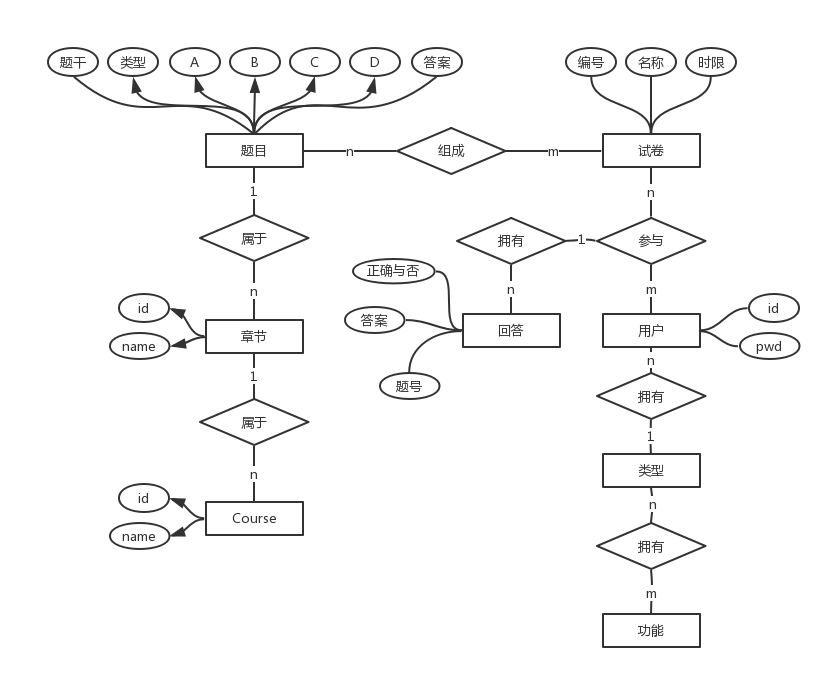 题干 类型 A B C D 答案 编号 名称 时限
题目 n 组成 m 试卷
1 n
属于 拥有 1 参与
正确与否
n n m
id id
答案
name 章节 回答 用户 pwd
n
1 题号 拥有
属于 1
类型
n
id n
name Course
拥有
m
功能